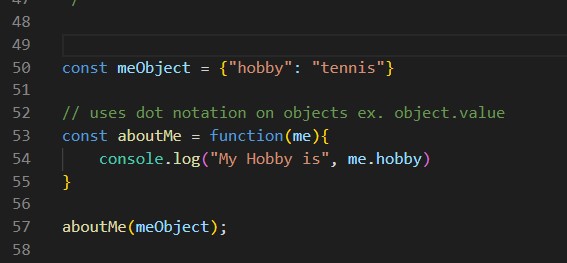 48
49
50 const meObject = {"hobby": "tennis"}
51
52 // uses dot notation on objects ex. object.value
53 const aboutMe = function(me){
54 console.log("My Hobby is", me.hobby)
55 }
56
57 aboutMe(meObject);
58